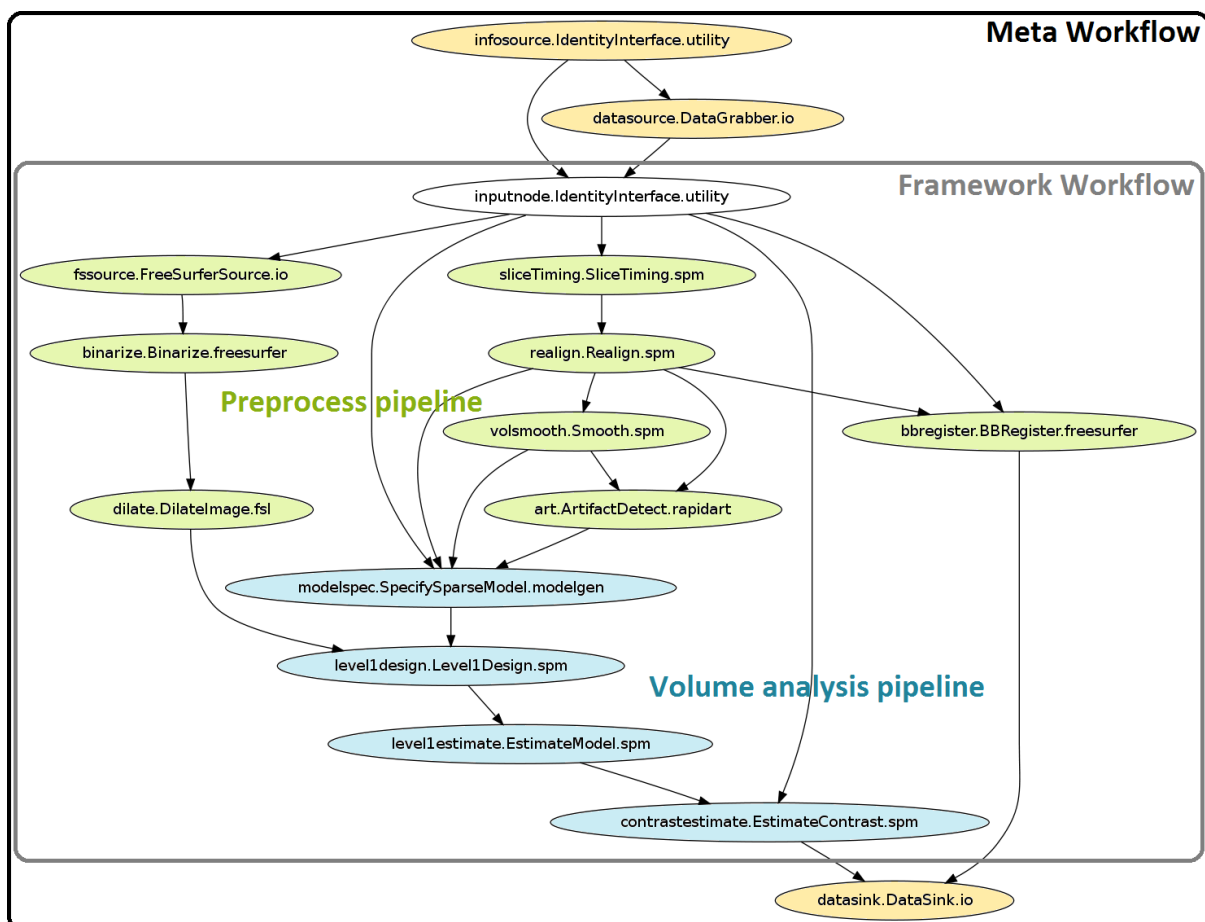 Meta Workflow
infosource.IdentityInterface.utility
datasource.DataGrabber.io
Framework Workflow
inputnode.IdentityInterface.utility
fssource.FreeSurferSource.io
sliceTiming.SliceTiming.spm
binarize.Binarize.freesurfer
realign.Realign.spm
Preprocess pipeline
volsmooth.Smooth.spm
bbregister.BBRegister.freesurfer
dilate.DilateImage.fsl
art.ArtifactDetect.rapidart
modelspec.SpecifySparseModel.modelgen
level1design.Level1Design.spm
Volume analysis pipeline
level1estimate.EstimateModel.spm
contrastestimate.EstimateContrast.spm
datasink.DataSink.io